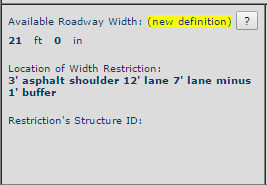 Available Roadway Width: (new definition) ?
21 ft 0 in
Location of Width Restriction:
3' asphalt shoulder 12' lane 7' lane minus
1' buffer
Restriction's Structure ID: